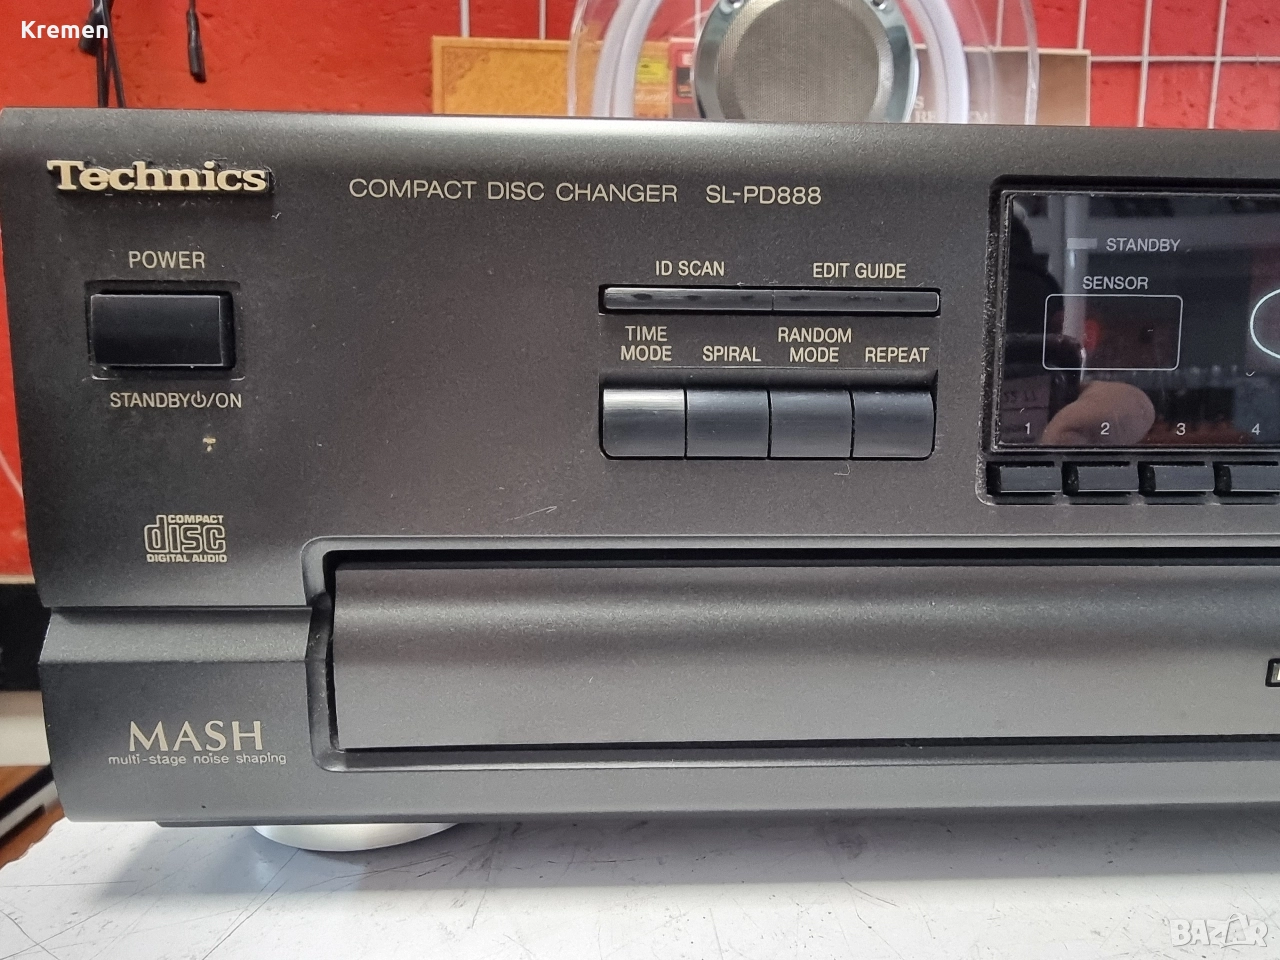 Kremen
Technics
COMPACT DISC CHANGER SL-PD888
POWER
STANDBY⏻/ON
ID SCAN
EDIT GUIDE
TIME MODE
SPIRAL
RANDOM MODE
REPEAT
STANDBY
SENSOR
1 2 3 4
COMPACT
disc
DIGITAL AUDIO
MASH
multi-stage noise shaping
BAZAR